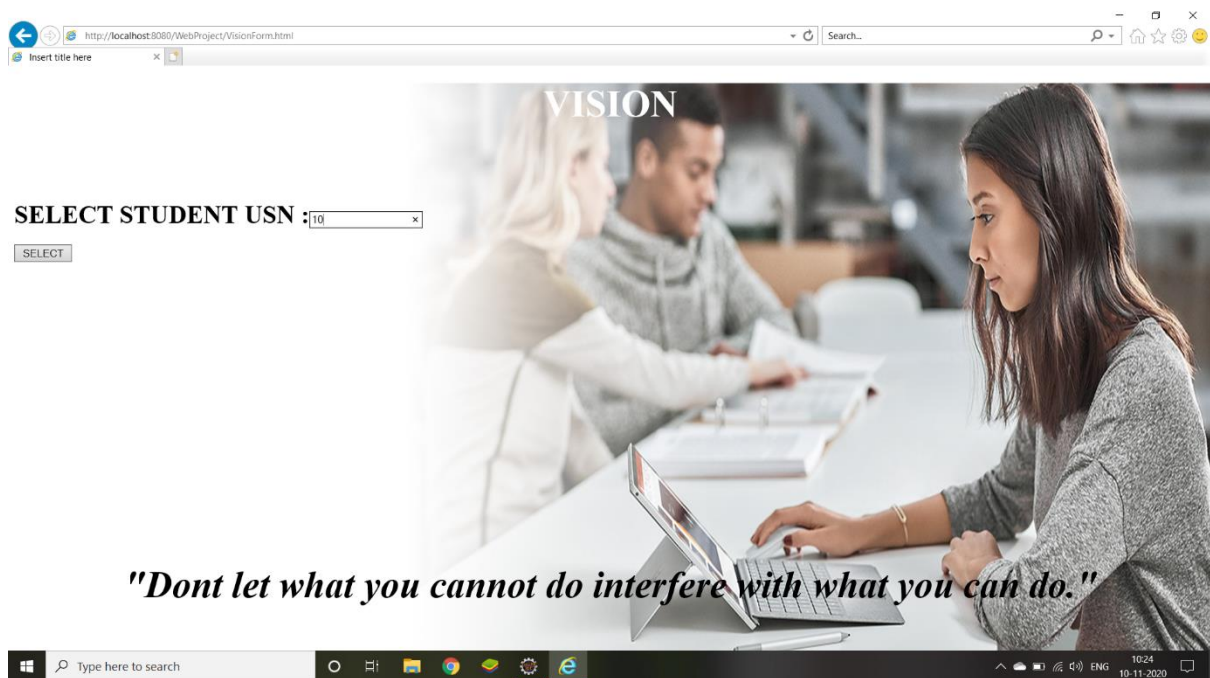 http://localhost:8080/WebProject/VisionForm.html
Search...
Insert title here
VISION
SELECT STUDENT USN :10
SELECT
"Dont let what you cannot do interfere with what you can do."
Type here to search
ENG
10:24
10-11-2020